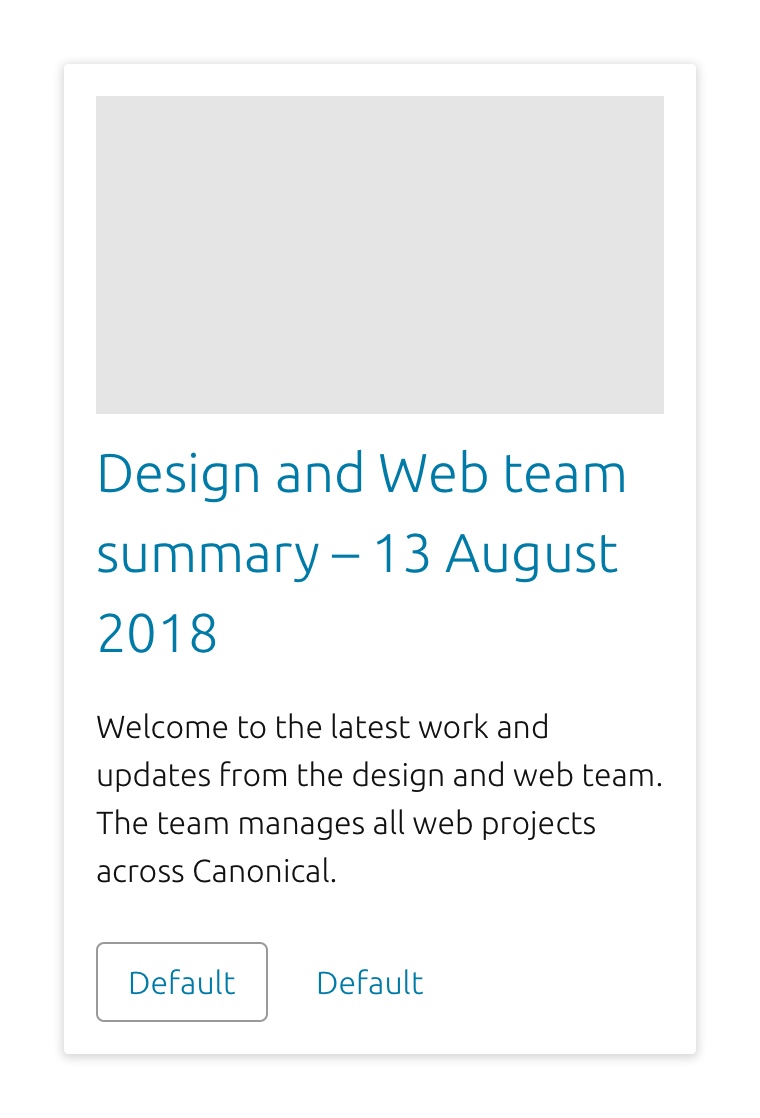 Design and Web team
summary – 13 August
2018
Welcome to the latest work and
updates from the design and web team.
The team manages all web projects
across Canonical.
Default Default